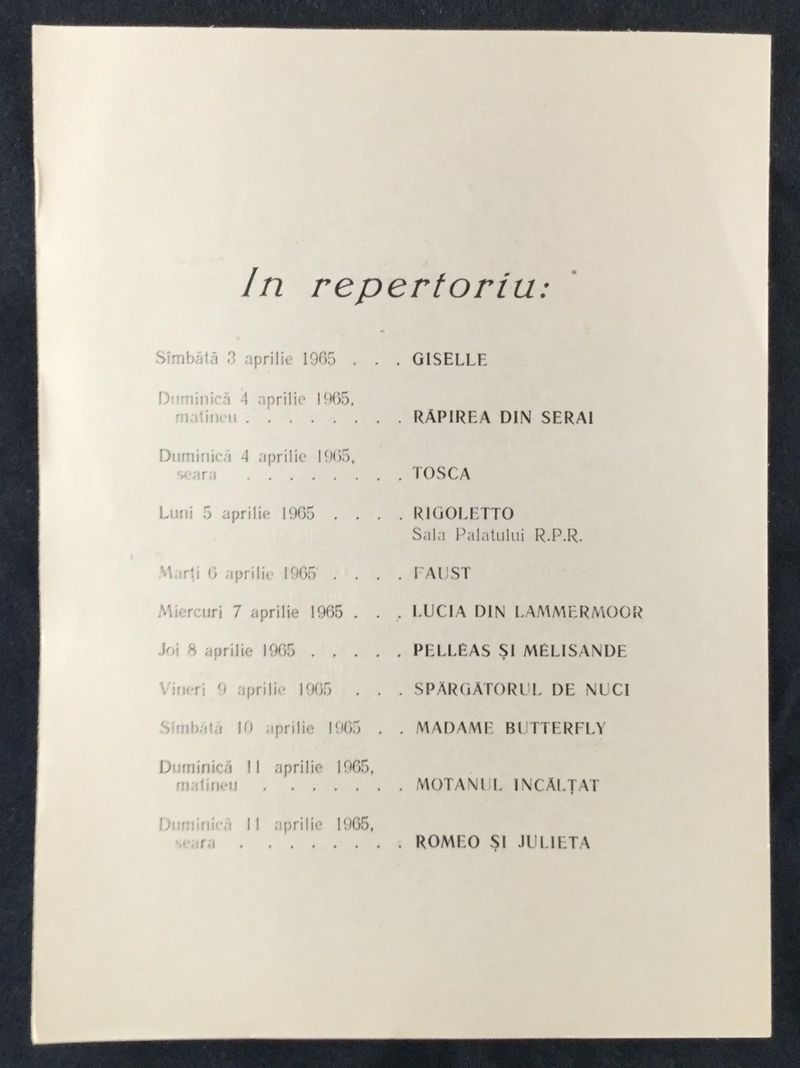 In repertoriu:
Sîmbătă 3 aprilie 1965 . . . GISELLE
Duminică 4 aprilie 1965,
matineu . . . . . . . . RĂPIREA DIN SERAI
Duminică 4 aprilie 1965,
seara . . . . . . . . TOSCA
Luni 5 aprilie 1965 . . . . RIGOLETTO
Sala Palatului R.P.R.
Marți 6 aprilie 1965 . . . . FAUST
Miercuri 7 aprilie 1965 . . . LUCIA DIN LAMMERMOOR
Joi 8 aprilie 1965 . . . . . PELLÉAS ȘI MÉLISANDE
Vineri 9 aprilie 1965 . . . SPĂRGĂTORUL DE NUCI
Sîmbătă 10 aprilie 1965 . . MADAME BUTTERFLY
Duminică 11 aprilie 1965,
matineu . . . . . . . MOTANUL INCĂLȚAT
Duminică 11 aprilie 1965,
seara . . . . . . . . ROMEO ȘI JULIETA